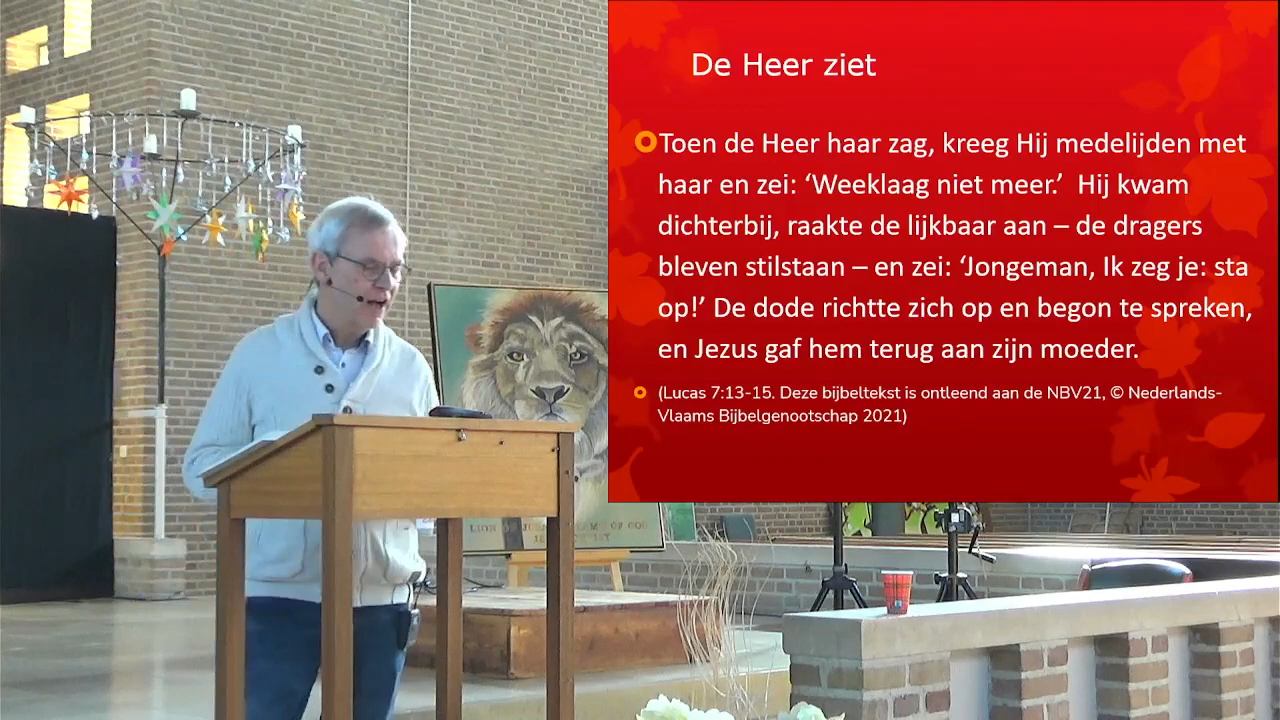 De Heer ziet
Toen de Heer haar zag, kreeg Hij medelijden met
haar en zei: ‘Weeklaag niet meer.’ Hij kwam
dichterbij, raakte de lijkbaar aan – de dragers
bleven stilstaan – en zei: ‘Jongeman, Ik zeg je: sta
op!’ De dode richtte zich op en begon te spreken,
en Jezus gaf hem terug aan zijn moeder.
(Lucas 7:13-15. Deze bijbeltekst is ontleend aan de NBV21, © Nederlands-
Vlaams Bijbelgenootschap 2021)
LION OF GOD